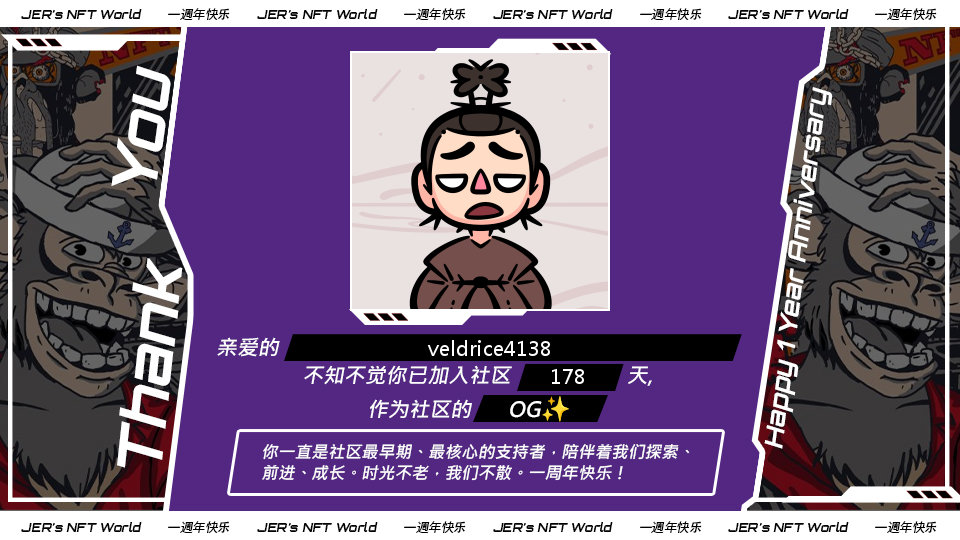 JER's NFT World 一週年快乐 JER's NFT World 一週年快乐 JER's NFT World 一週年快乐 JER's NFT World 一週年快乐
Thank You
亲爱的 veldrice4138
不知不觉你已加入社区 178 天,
作为社区的 OG✨
你一直是社区最早期、最核心的支持者，陪伴着我们探索、
前进、成长。时光不老，我们不散。一周年快乐！
Happy 1 Year Anniversary
JER's NFT World 一週年快乐 JER's NFT World 一週年快乐 JER's NFT World 一週年快乐 JER's NFT World 一週年快乐